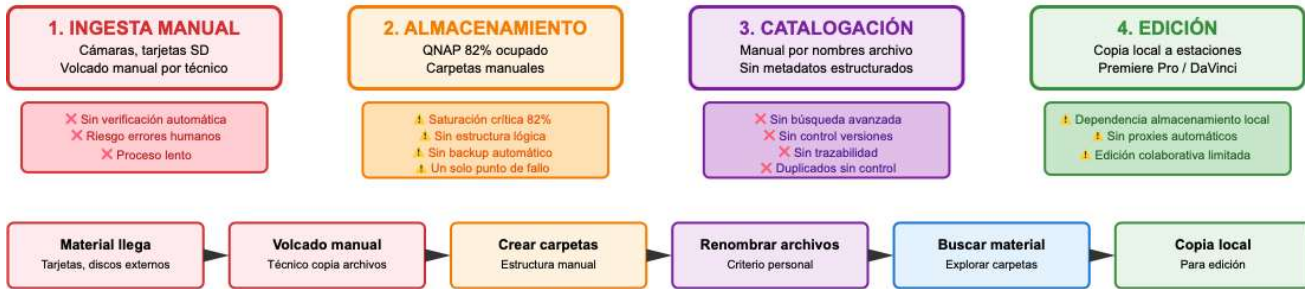 1. INGESTA MANUAL
Cámaras, tarjetas SD
Volcado manual por técnico
❌ Sin verificación automática
❌ Riesgo errores humanos
❌ Proceso lento
2. ALMACENAMIENTO
QNAP 82% ocupado
Carpetas manuales
⚠️ Saturación crítica 82%
⚠️ Sin estructura lógica
⚠️ Sin backup automático
⚠️ Un solo punto de fallo
3. CATALOGACIÓN
Manual por nombres archivo
Sin metadatos estructurados
❌ Sin búsqueda avanzada
❌ Sin control versiones
❌ Sin trazabilidad
❌ Duplicados sin control
4. EDICIÓN
Copia local a estaciones
Premiere Pro / DaVinci
⚠️ Dependencia almacenamiento local
⚠️ Sin proxies automáticos
⚠️ Edición colaborativa limitada
Material llega
Tarjetas, discos externos
Volcado manual
Técnico copia archivos
Crear carpetas
Estructura manual
Renombrar archivos
Criterio personal
Buscar material
Explorar carpetas
Copia local
Para edición